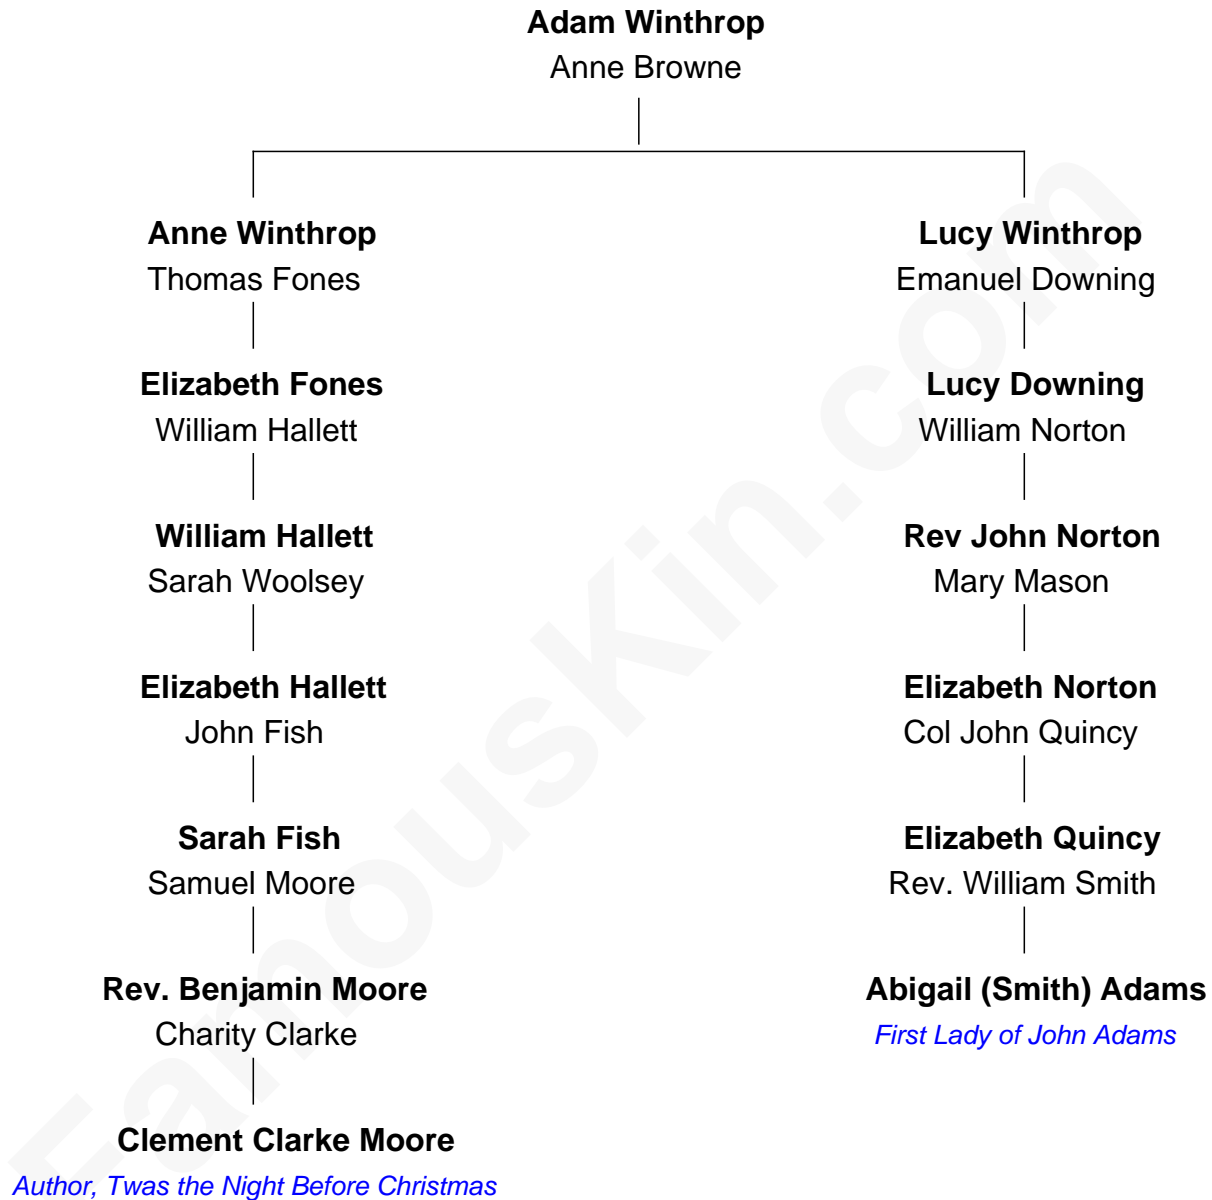 Adam Winthrop
Anne Browne
Anne Winthrop
Thomas Fones
Elizabeth Fones
William Hallett
William Hallett
Sarah Woolsey
Elizabeth Hallett
John Fish
Sarah Fish
Samuel Moore
Rev. Benjamin Moore
Charity Clarke
Clement Clarke Moore
Author, Twas the Night Before Christmas
Lucy Winthrop
Emanuel Downing
Lucy Downing
William Norton
Rev John Norton
Mary Mason
Elizabeth Norton
Col John Quincy
Elizabeth Quincy
Rev. William Smith
Abigail (Smith) Adams
First Lady of John Adams
FamousKin.com